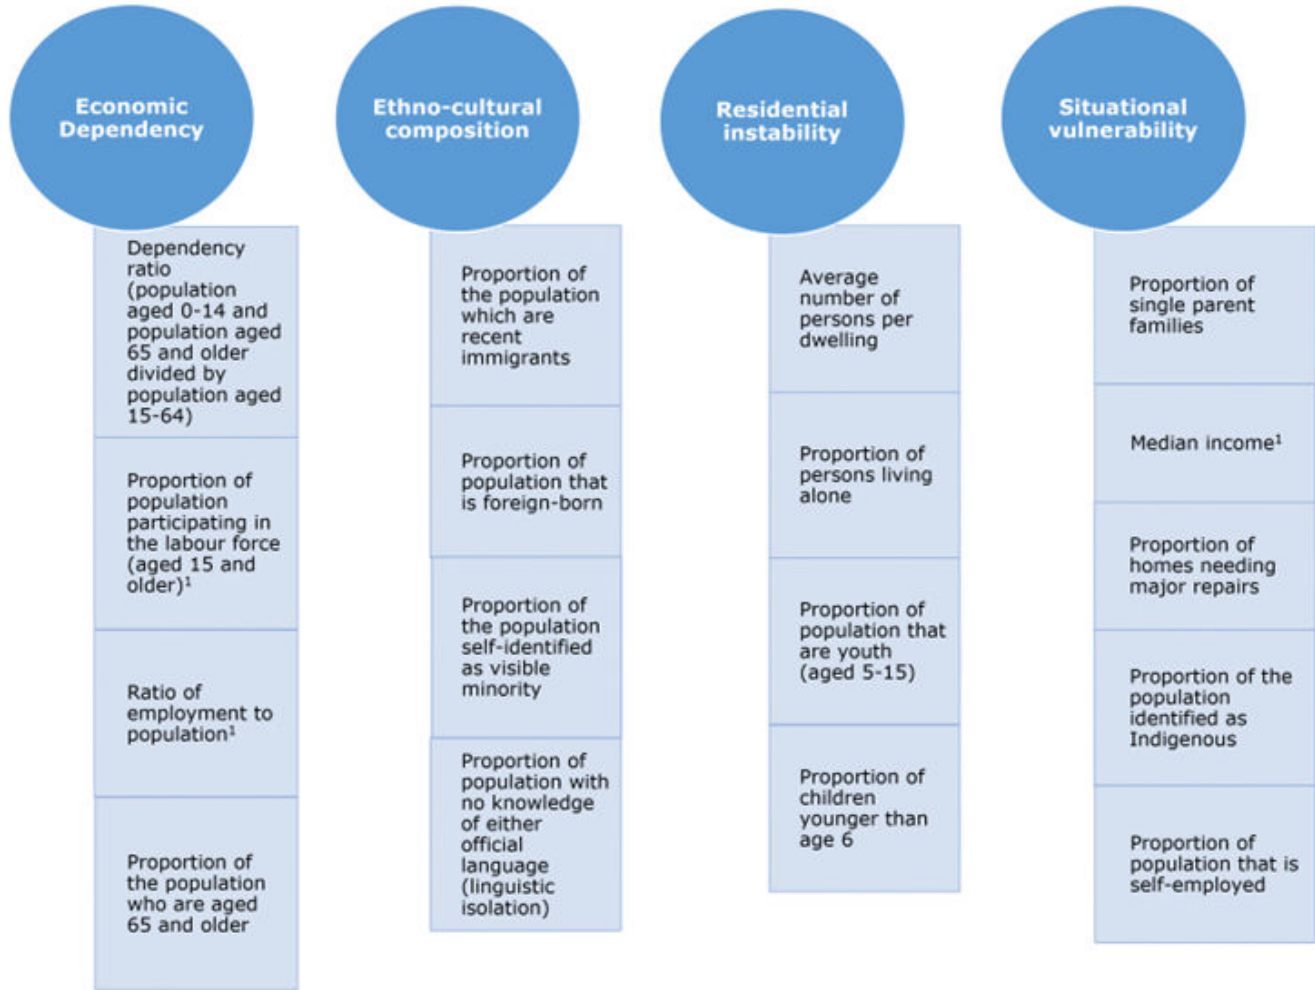 Economic
Dependency
Dependency
ratio
(population
aged 0-14 and
population aged
65 and older
divided by
population aged
15-64)
Proportion of
population
participating in
the labour force
(aged 15 and
older)¹
Ratio of
employment to
population¹
Proportion of
the population
who are aged
65 and older
Ethno-cultural
composition
Proportion of
the population
which are
recent
immigrants
Proportion of
population that
is foreign-born
Proportion of
the population
self-identified
as visible
minority
Proportion of
population with
no knowledge
of either
official
language
(linguistic
isolation)
Residential
instability
Average
number of
persons per
dwelling
Proportion of
persons living
alone
Proportion of
population that
are youth
(aged 5-15)
Proportion of
children
younger than
age 6
Situational
vulnerability
Proportion of
single parent
families
Median income¹
Proportion of
homes needing
major repairs
Proportion of the
population
identified as
Indigenous
Proportion of
population that is
self-employed